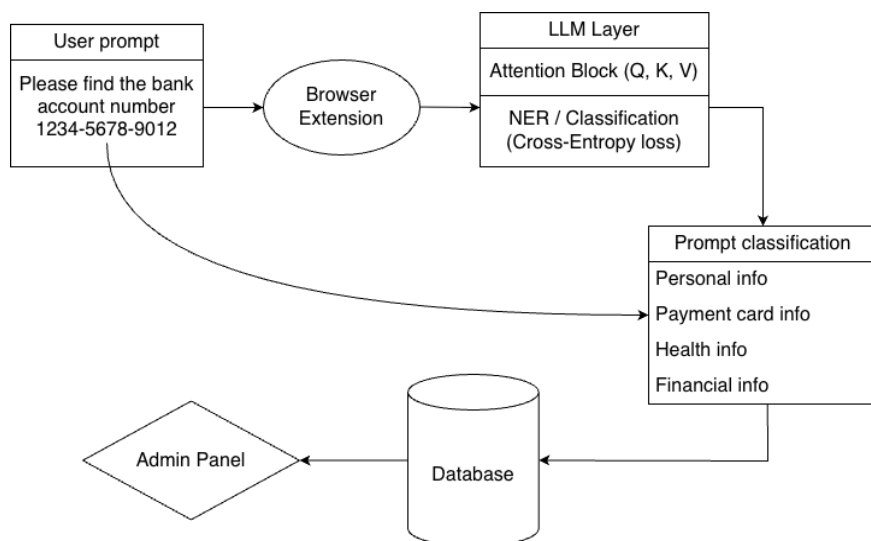 User prompt
Please find the bank
account number
1234-5678-9012
Browser
Extension
LLM Layer
Attention Block (Q, K, V)
NER / Classification
(Cross-Entropy loss)
Prompt classification
Personal info
Payment card info
Health info
Financial info
Admin Panel
Database